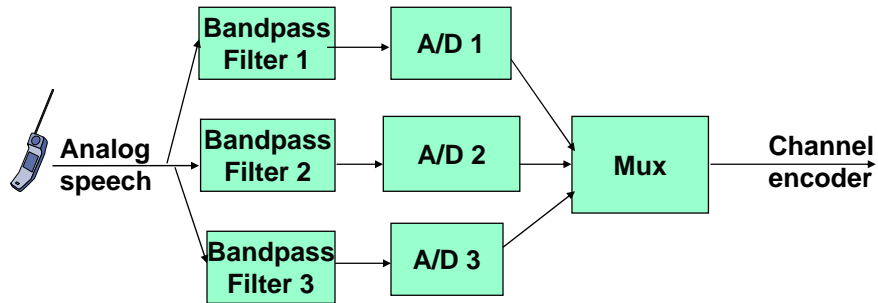 Bandpass
Filter 1
A/D 1
Analog
speech
Bandpass
Filter 2
A/D 2
Mux
Channel
encoder
Bandpass
Filter 3
A/D 3